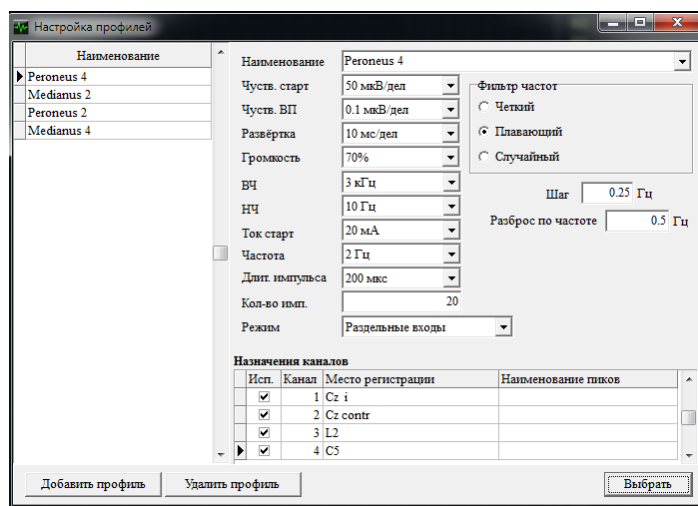 Настройка профилей
Наименование
Peroneus 4
Medianus 2
Peroneus 2
Medianus 4
Наименование Peroneus 4
Чуств. старт 50 мкВ/дел
Чуств. ВП 0.1 мкВ/дел
Развёртка 10 мс/дел
Громкость 70%
ВЧ 3 кГц
НЧ 10 Гц
Ток старт 20 мА
Частота 2 Гц
Длит. импульса 200 мкс
Кол-во имп. 20
Режим Раздельные входы
Фильтр частот
Четкий
Плавающий
Случайный
Шаг 0.25 Гц
Разброс по частоте 0.5 Гц
Назначения каналов
Исп. Канал Место регистрации Наименование пиков
1 Cz i
2 Cz contr
3 L2
4 C5
Добавить профиль Удалить профиль Выбрать